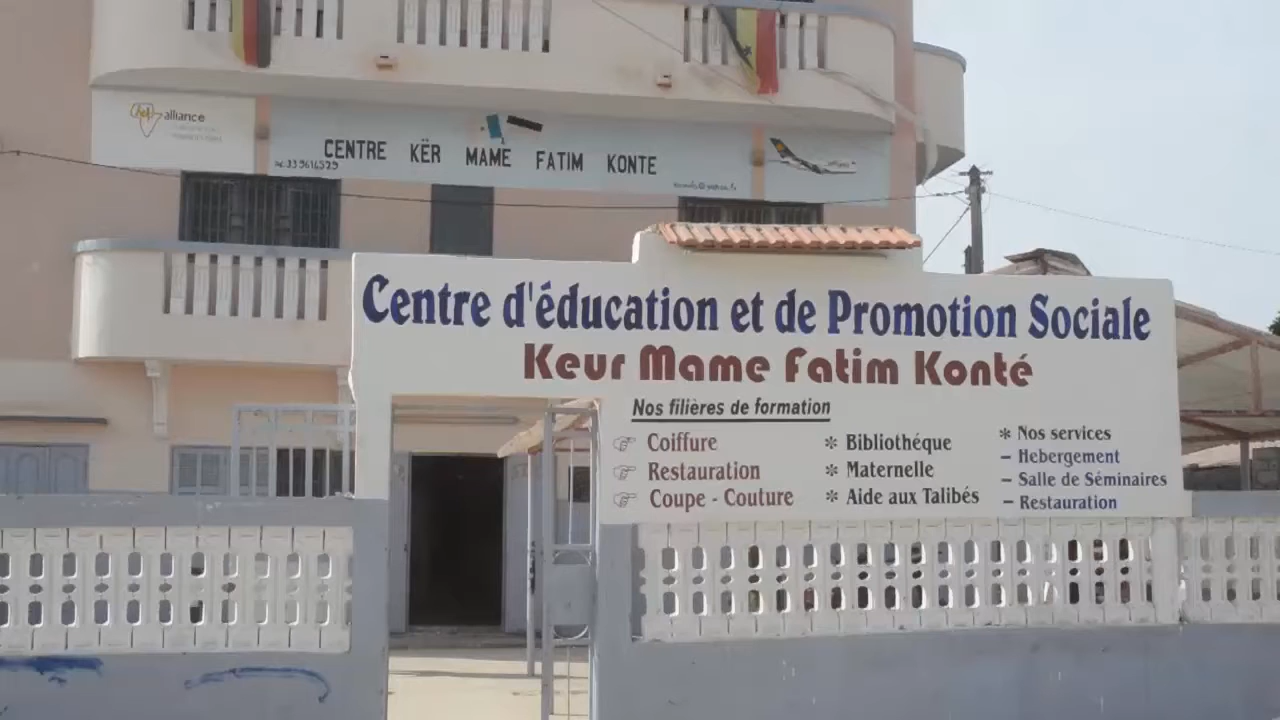 alliance
CENTRE KËR MAME FATIM KONTE
Centre d'éducation et de Promotion Sociale
Keur Mame Fatim Konté
Nos filières de formation
Coiffure
Restauration
Coupe - Couture
* Bibliothéque
* Maternelle
* Aide aux Talibés
* Nos services
- Hebergement
- Salle de Séminaires
- Restauration